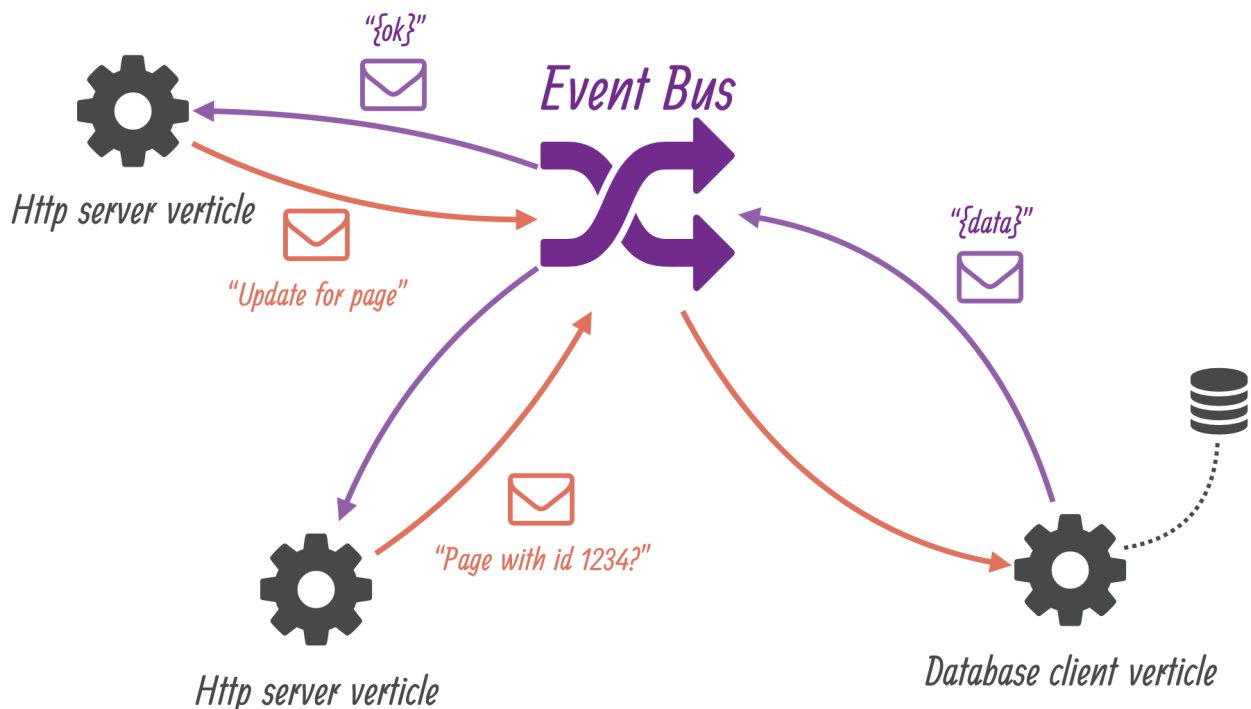 “{ok}”
Event Bus
Http server verticle
“{data}”
“Update for page”
“Page with id 1234?”
Database client verticle
Http server verticle